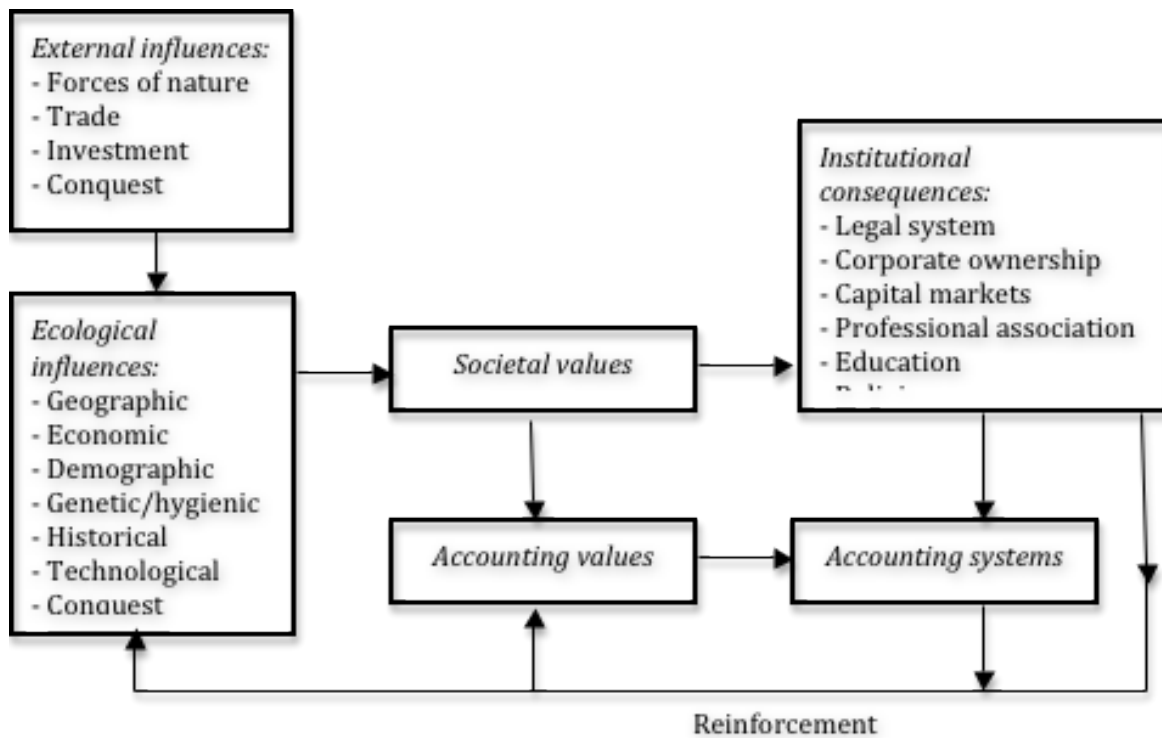 External influences:
- Forces of nature
- Trade
- Investment
- Conquest
Ecological
influences:
- Geographic
- Economic
- Demographic
- Genetic/hygienic
- Historical
- Technological
- Conquest
Societal values
Institutional
consequences:
- Legal system
- Corporate ownership
- Capital markets
- Professional association
- Education
Accounting values
Accounting systems
Reinforcement